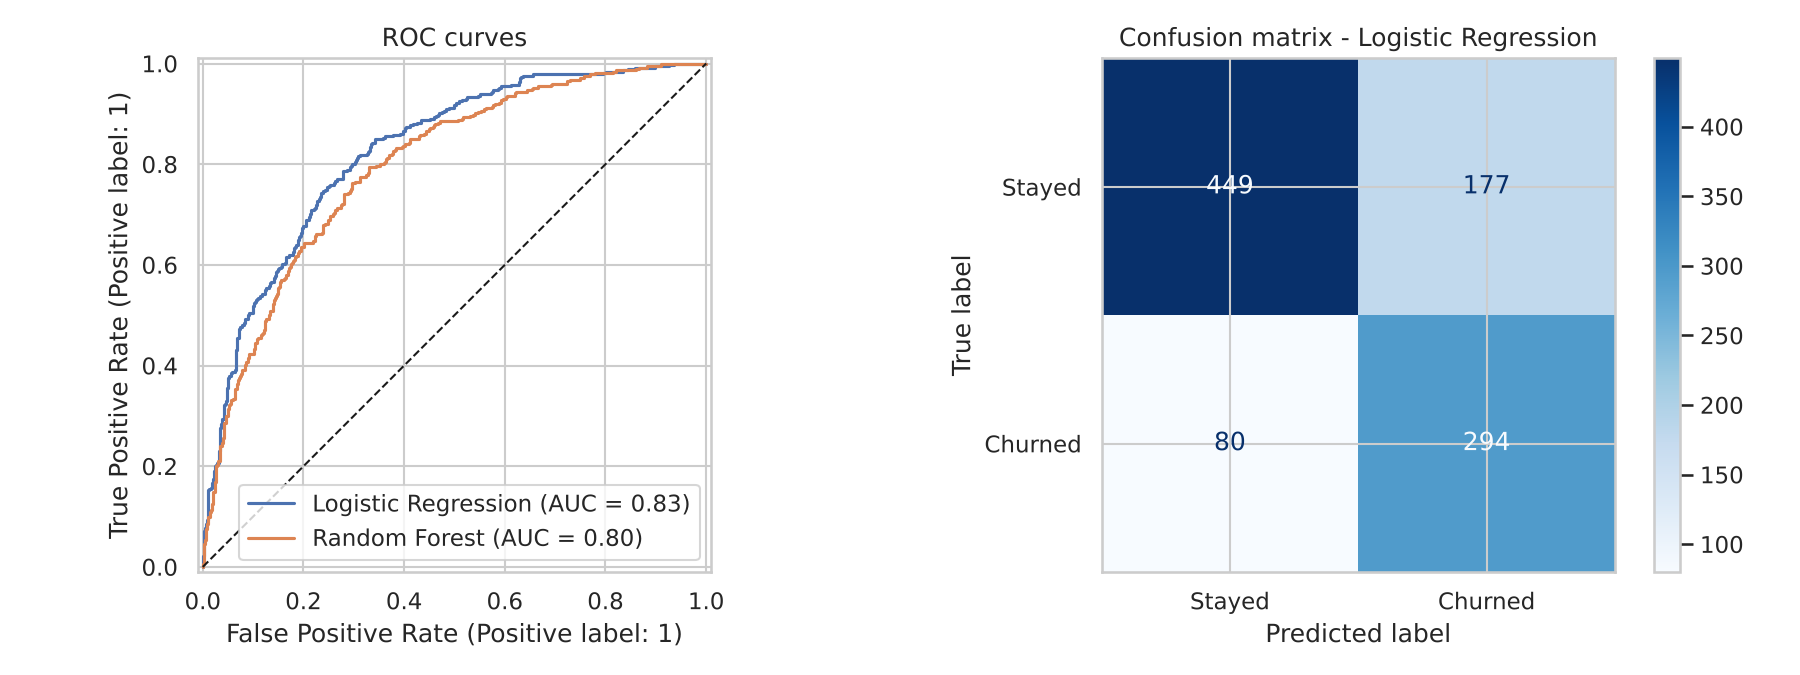 ROC curves
1.0
0.8
0.6
0.4
0.2
0.0
True Positive Rate (Positive label: 1)
Logistic Regression (AUC = 0.83)
Random Forest (AUC = 0.80)
0.0 0.2 0.4 0.6 0.8 1.0
False Positive Rate (Positive label: 1)
Confusion matrix - Logistic Regression
True label
Stayed
449 177
Churned
80 294
Stayed Churned
Predicted label
400
350
300
250
200
150
100